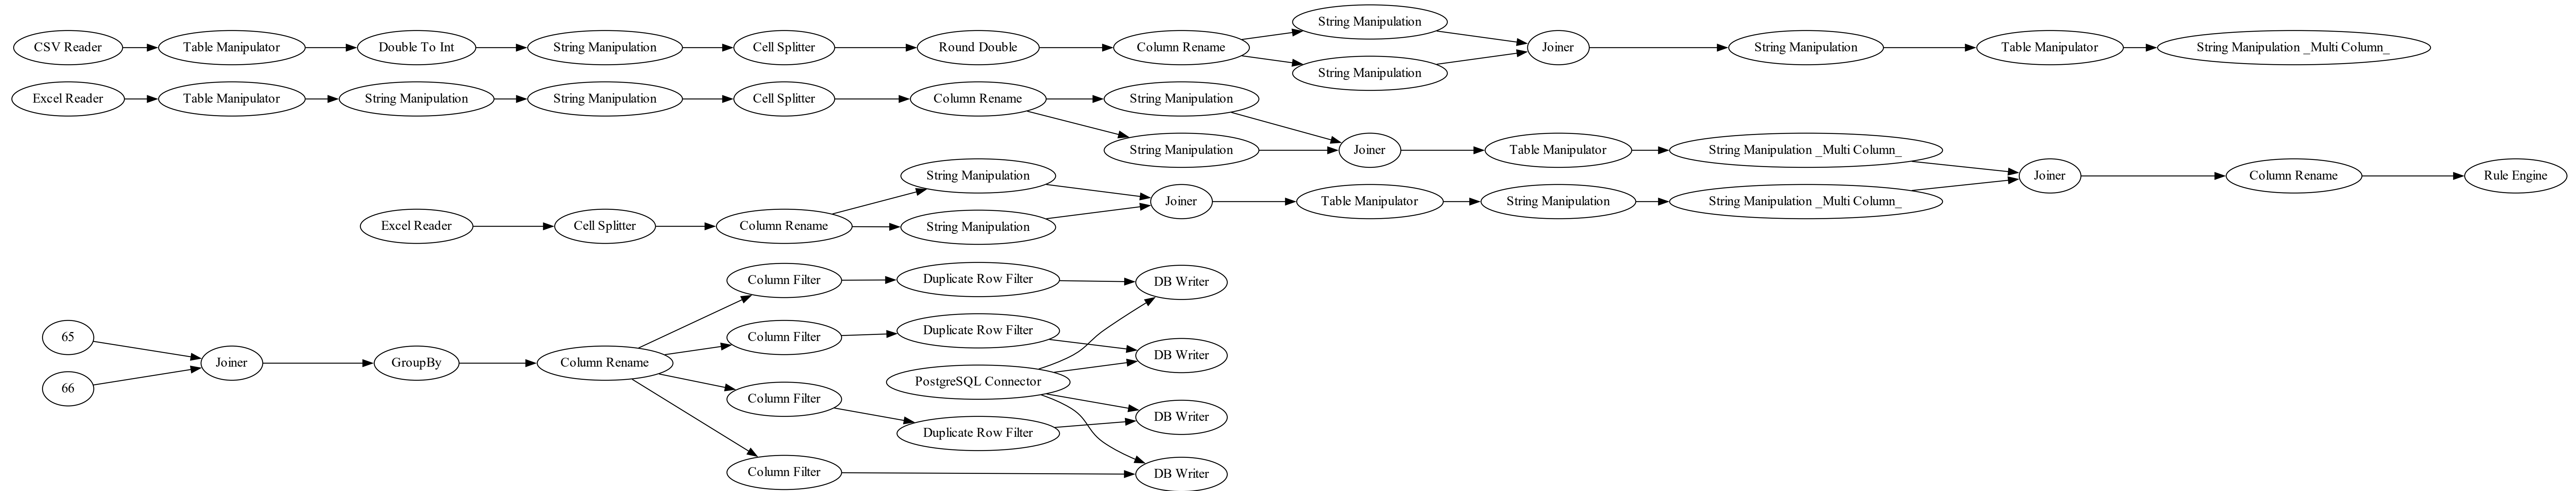 String Manipulation
CSV Reader
Table Manipulator
Double To Int
String Manipulation
Cell Splitter
Round Double
Column Rename
Joiner
String Manipulation
Table Manipulator
String Manipulation _Multi Column_
String Manipulation
Excel Reader
Table Manipulator
String Manipulation
String Manipulation
Cell Splitter
Column Rename
String Manipulation
String Manipulation
Joiner
Table Manipulator
String Manipulation _Multi Column_
String Manipulation
Joiner
Column Rename
Rule Engine
Joiner
Table Manipulator
String Manipulation
String Manipulation _Multi Column_
Excel Reader
Cell Splitter
Column Rename
String Manipulation
Column Filter
Duplicate Row Filter
DB Writer
65
Column Filter
Duplicate Row Filter
DB Writer
Joiner
GroupBy
Column Rename
PostgreSQL Connector
66
Column Filter
DB Writer
Duplicate Row Filter
Column Filter
DB Writer